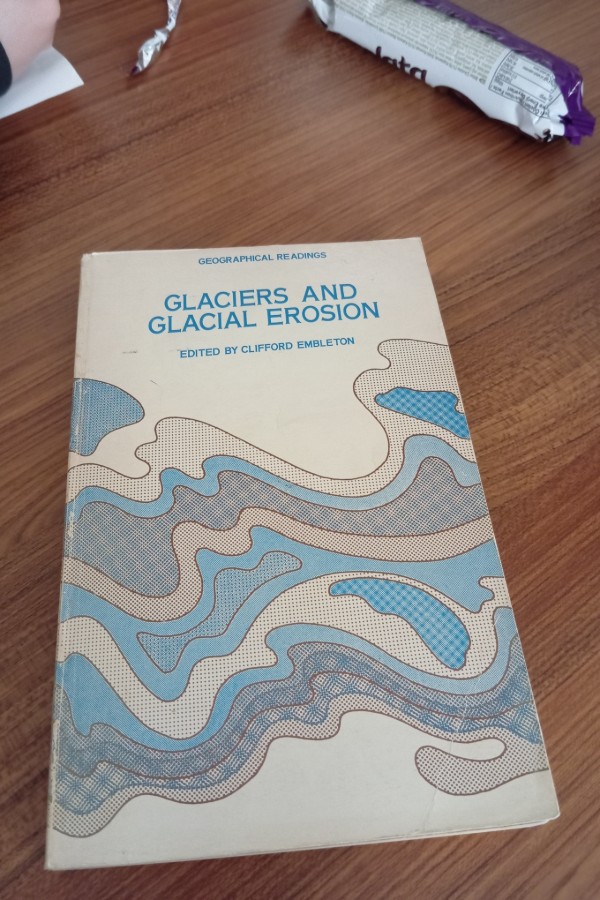 GEOGRAPHICAL READINGS
GLACIERS AND
GLACIAL EROSION
EDITED BY CLIFFORD EMBLETON